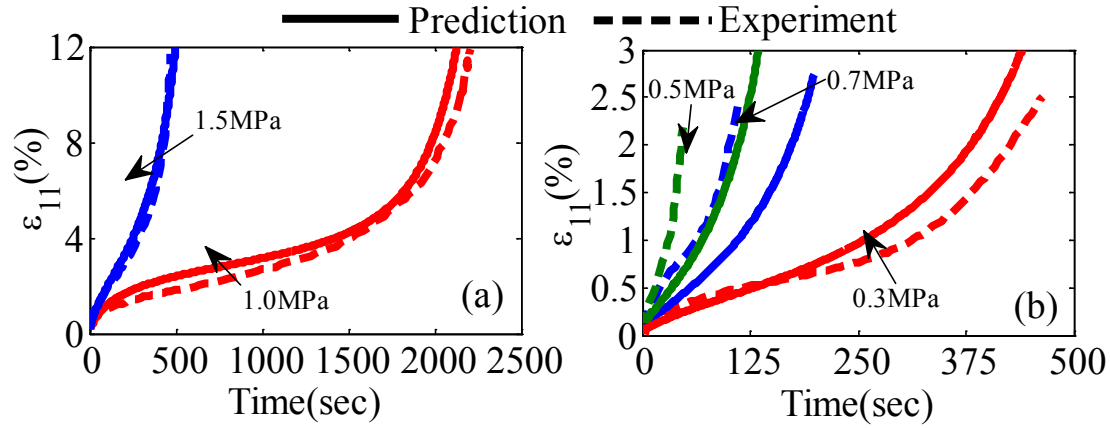 Prediction Experiment
12
8
4
0
ε11(%)
1.5MPa
1.0MPa
(a)
0 500 1000 1500 2000 2500
Time(sec)
3
2.5
2
1.5
1
0.5
0
ε11(%)
0.5MPa
0.7MPa
0.3MPa
(b)
0 125 250 375 500
Time(sec)